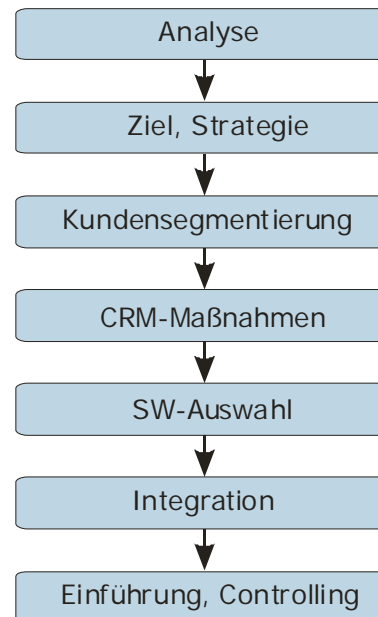 Analyse
Ziel, Strategie
Kundensegmentierung
CRM-Maßnahmen
SW-Auswahl
Integration
Einführung, Controlling